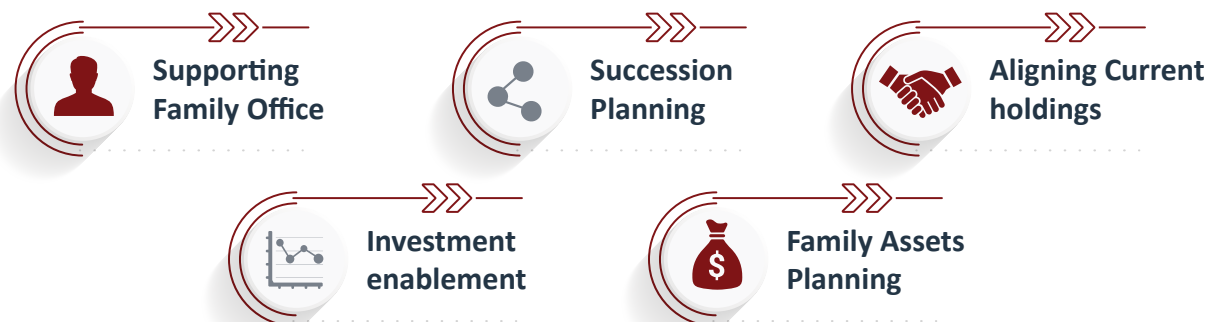 Supporting
Family Office
Succession
Planning
Aligning Current
holdings
Investment
enablement
$
Family Assets
Planning